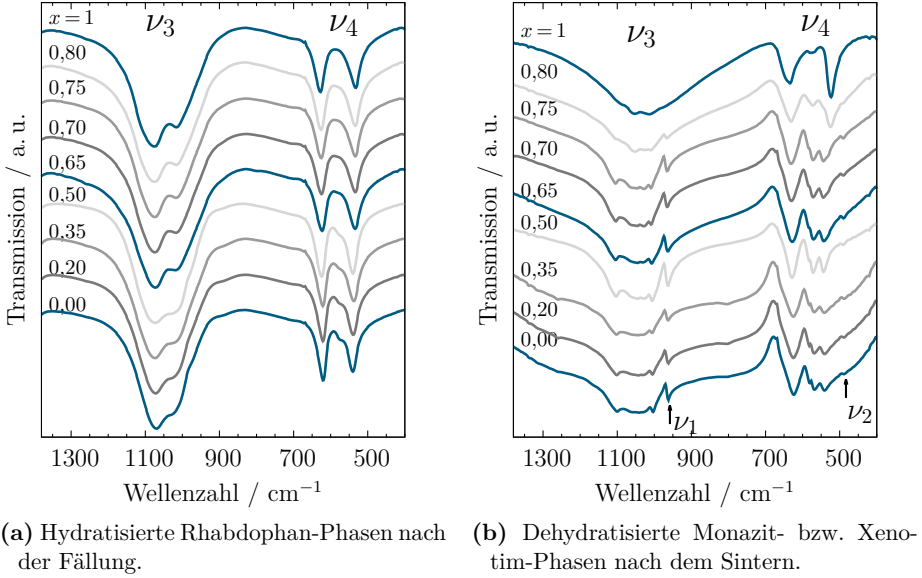 x = 1
ν3
ν4
0,80
0,75
0,70
0,65
0,50
0,35
0,20
0,00
Transmission / a. u.
1300
1100
900
700
500
Wellenzahl / cm⁻¹
(a) Hydratisierte Rhabdophan-Phasen nach
der Fällung.
x = 1
ν3
ν4
0,80
0,75
0,70
0,65
0,50
0,35
0,20
0,00
ν1
ν2
Transmission / a. u.
1300
1100
900
700
500
Wellenzahl / cm⁻¹
(b) Dehydratisierte Monazit- bzw. Xeno-
tim-Phasen nach dem Sintern.